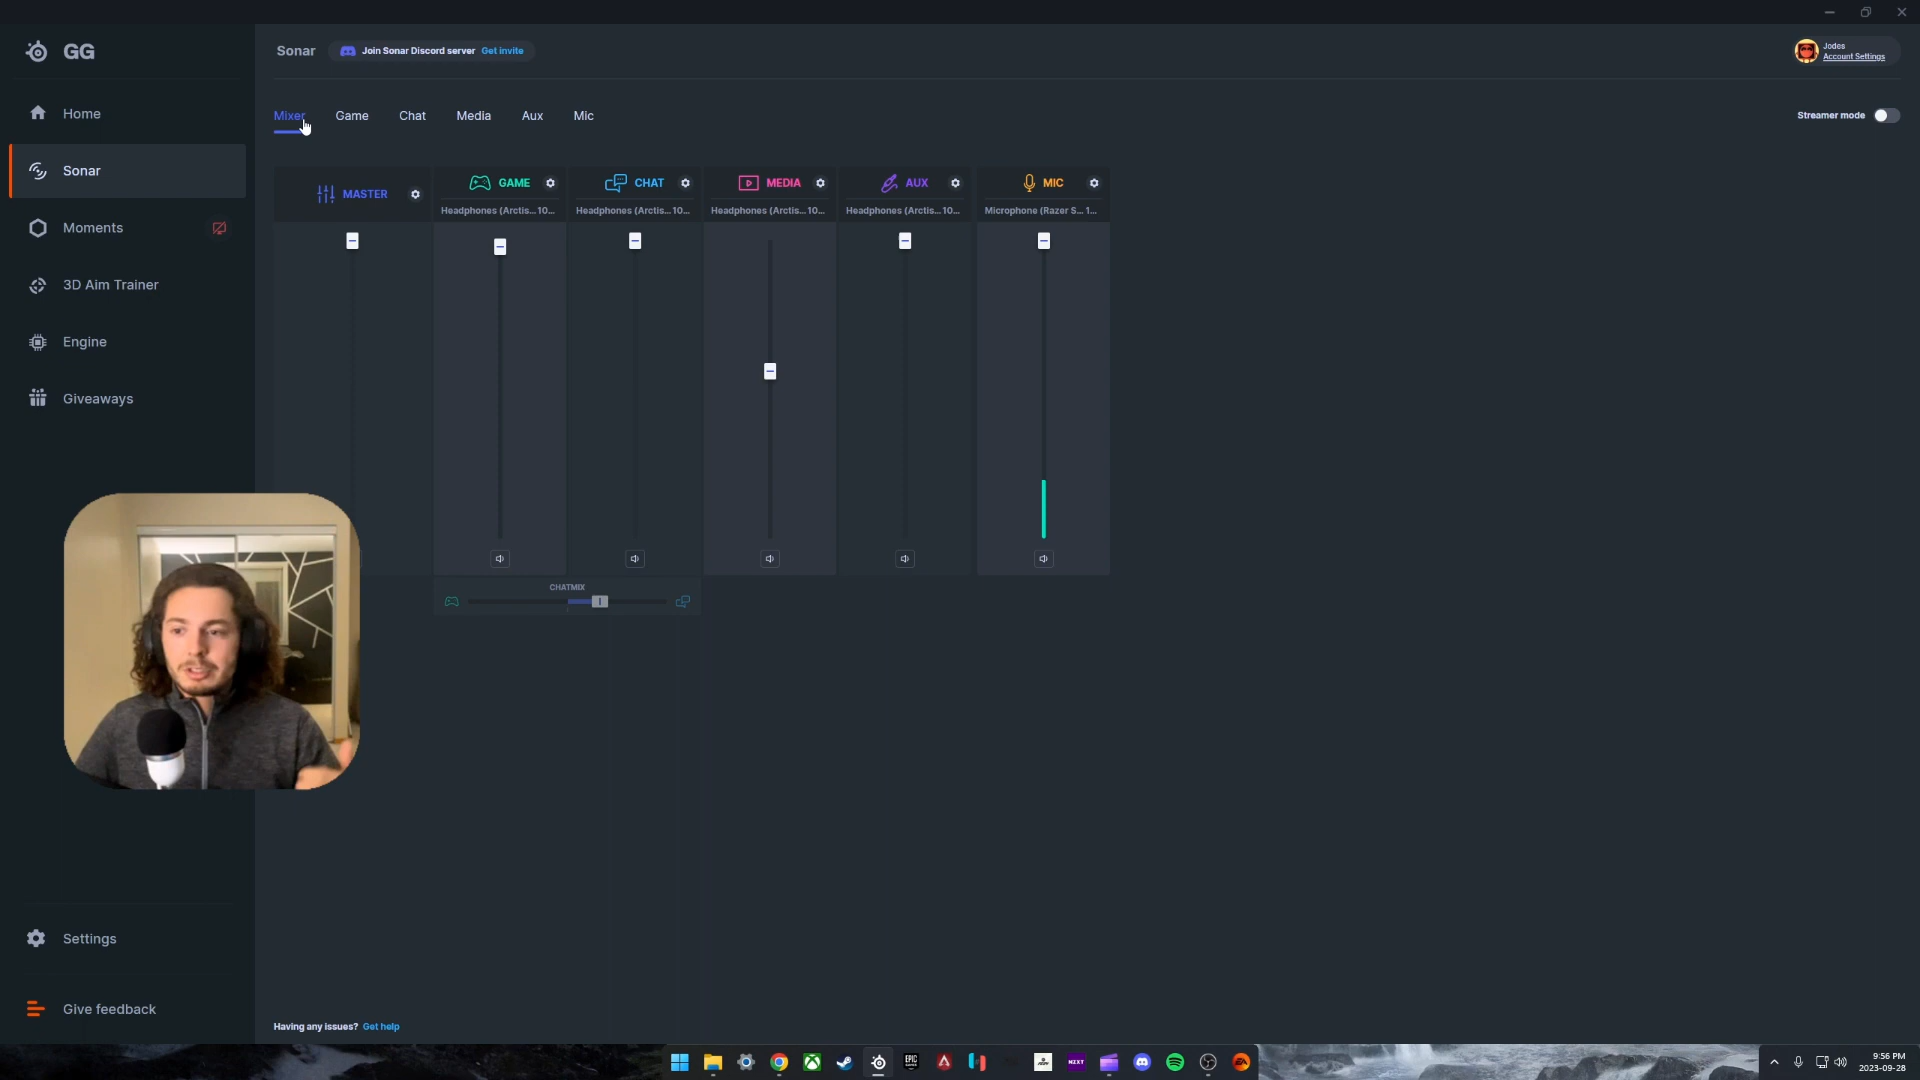 GG
Sonar
Join Sonar Discord server Get invite
Jodes
Account Settings
Home
Sonar
Moments
3D Aim Trainer
Engine
Giveaways
Settings
Give feedback
Mixer
Game
Chat
Media
Aux
Mic
Streamer mode
MASTER
GAME
CHAT
MEDIA
AUX
MIC
Headphones (Arctis... 10...
Headphones (Arctis... 10...
Headphones (Arctis... 10...
Headphones (Arctis... 10...
Microphone (Razer S... 1...
CHATMIX
Having any issues? Get help
EPIC
NZXT
9:56 PM
2023-09-28